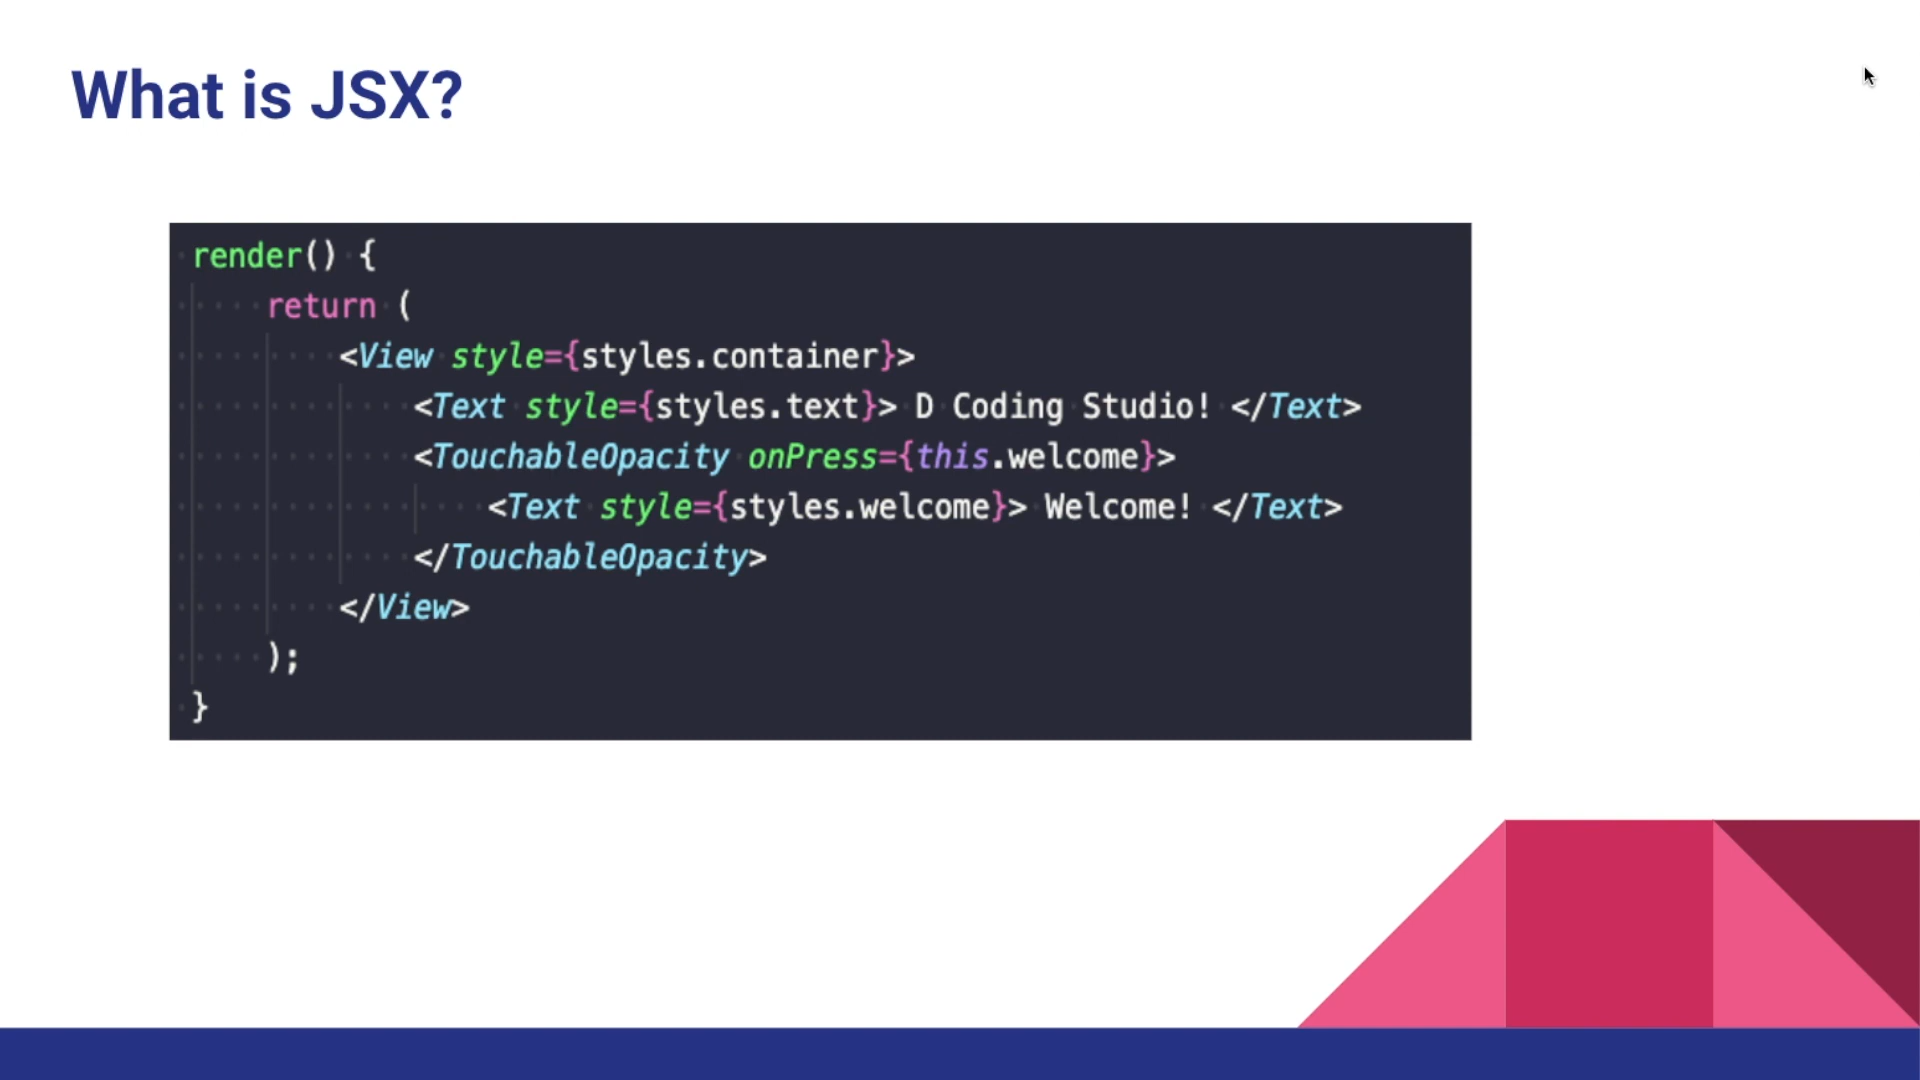 What is JSX?
render() {
return (
<View style={styles.container}>
<Text style={styles.text}> D Coding Studio! </Text>
<TouchableOpacity onPress={this.welcome}>
<Text style={styles.welcome}> Welcome! </Text>
</TouchableOpacity>
</View>
);
}